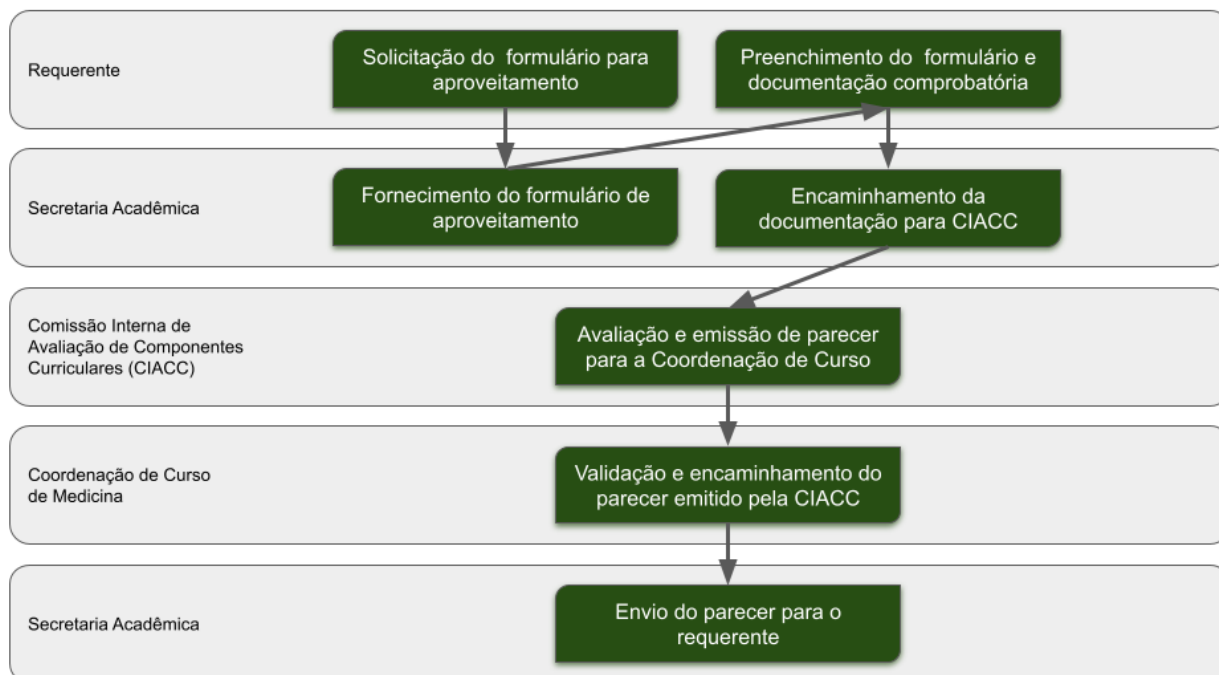 Requerente
Solicitação do formulário para
aproveitamento
Preenchimento do formulário e
documentação comprobatória
Secretaria Acadêmica
Fornecimento do formulário de
aproveitamento
Encaminhamento da
documentação para CIACC
Comissão Interna de
Avaliação de Componentes
Curriculares (CIACC)
Avaliação e emissão de parecer
para a Coordenação de Curso
Coordenação de Curso
de Medicina
Validação e encaminhamento do
parecer emitido pela CIACC
Secretaria Acadêmica
Envio do parecer para o
requerente